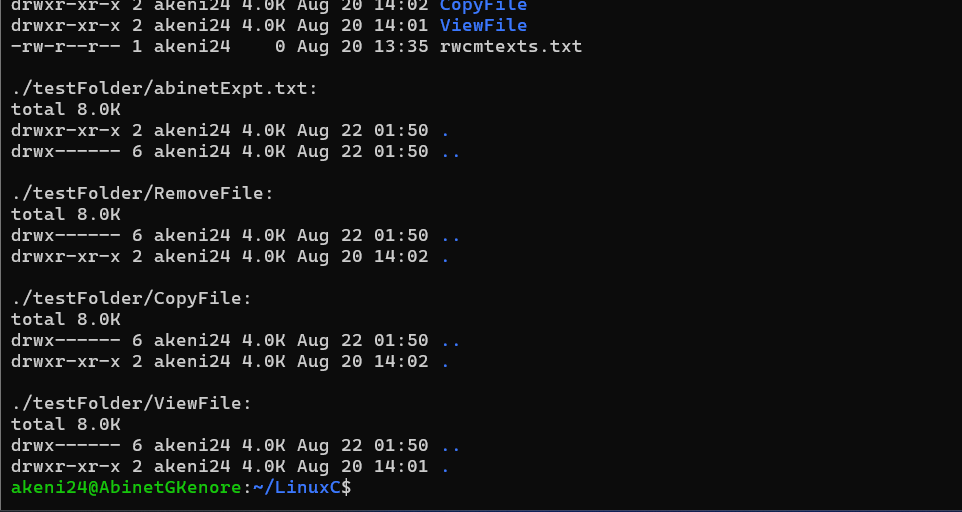 drwxr-xr-x 2 akeni24 4.0K Aug 20 14:02 CopyFile
drwxr-xr-x 2 akeni24 4.0K Aug 20 14:01 ViewFile
-rw-r--r-- 1 akeni24    0 Aug 20 13:35 rwcmtexts.txt

./testFolder/abinetExpt.txt:
total 8.0K
drwxr-xr-x 2 akeni24 4.0K Aug 22 01:50 .
drwx------ 6 akeni24 4.0K Aug 22 01:50 ..

./testFolder/RemoveFile:
total 8.0K
drwx------ 6 akeni24 4.0K Aug 22 01:50 ..
drwxr-xr-x 2 akeni24 4.0K Aug 20 14:02 .

./testFolder/CopyFile:
total 8.0K
drwx------ 6 akeni24 4.0K Aug 22 01:50 ..
drwxr-xr-x 2 akeni24 4.0K Aug 20 14:02 .

./testFolder/ViewFile:
total 8.0K
drwx------ 6 akeni24 4.0K Aug 22 01:50 ..
drwxr-xr-x 2 akeni24 4.0K Aug 20 14:01 .
akeni24@AbinetGKenore:~/LinuxC$